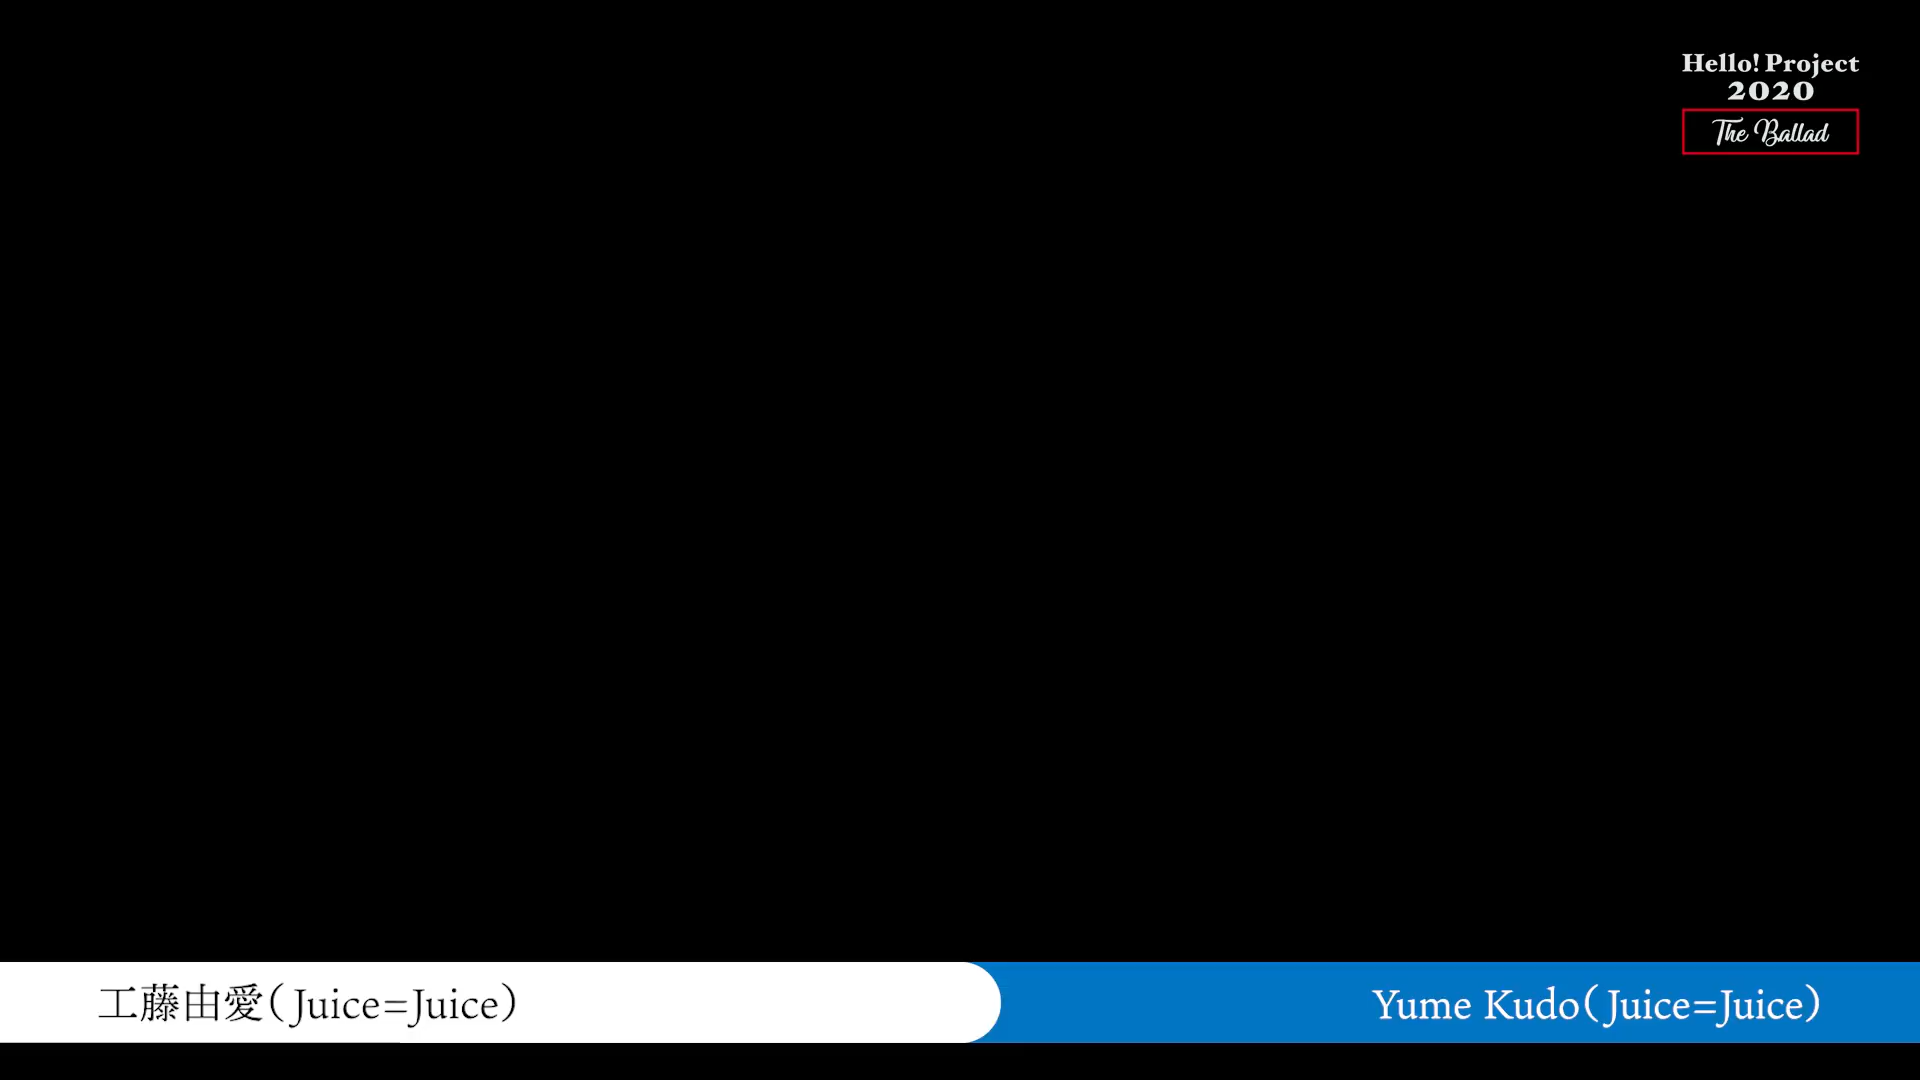 Hello! Project
2020
The Ballad
工藤由愛(Juice=Juice)
Yume Kudo(Juice=Juice)